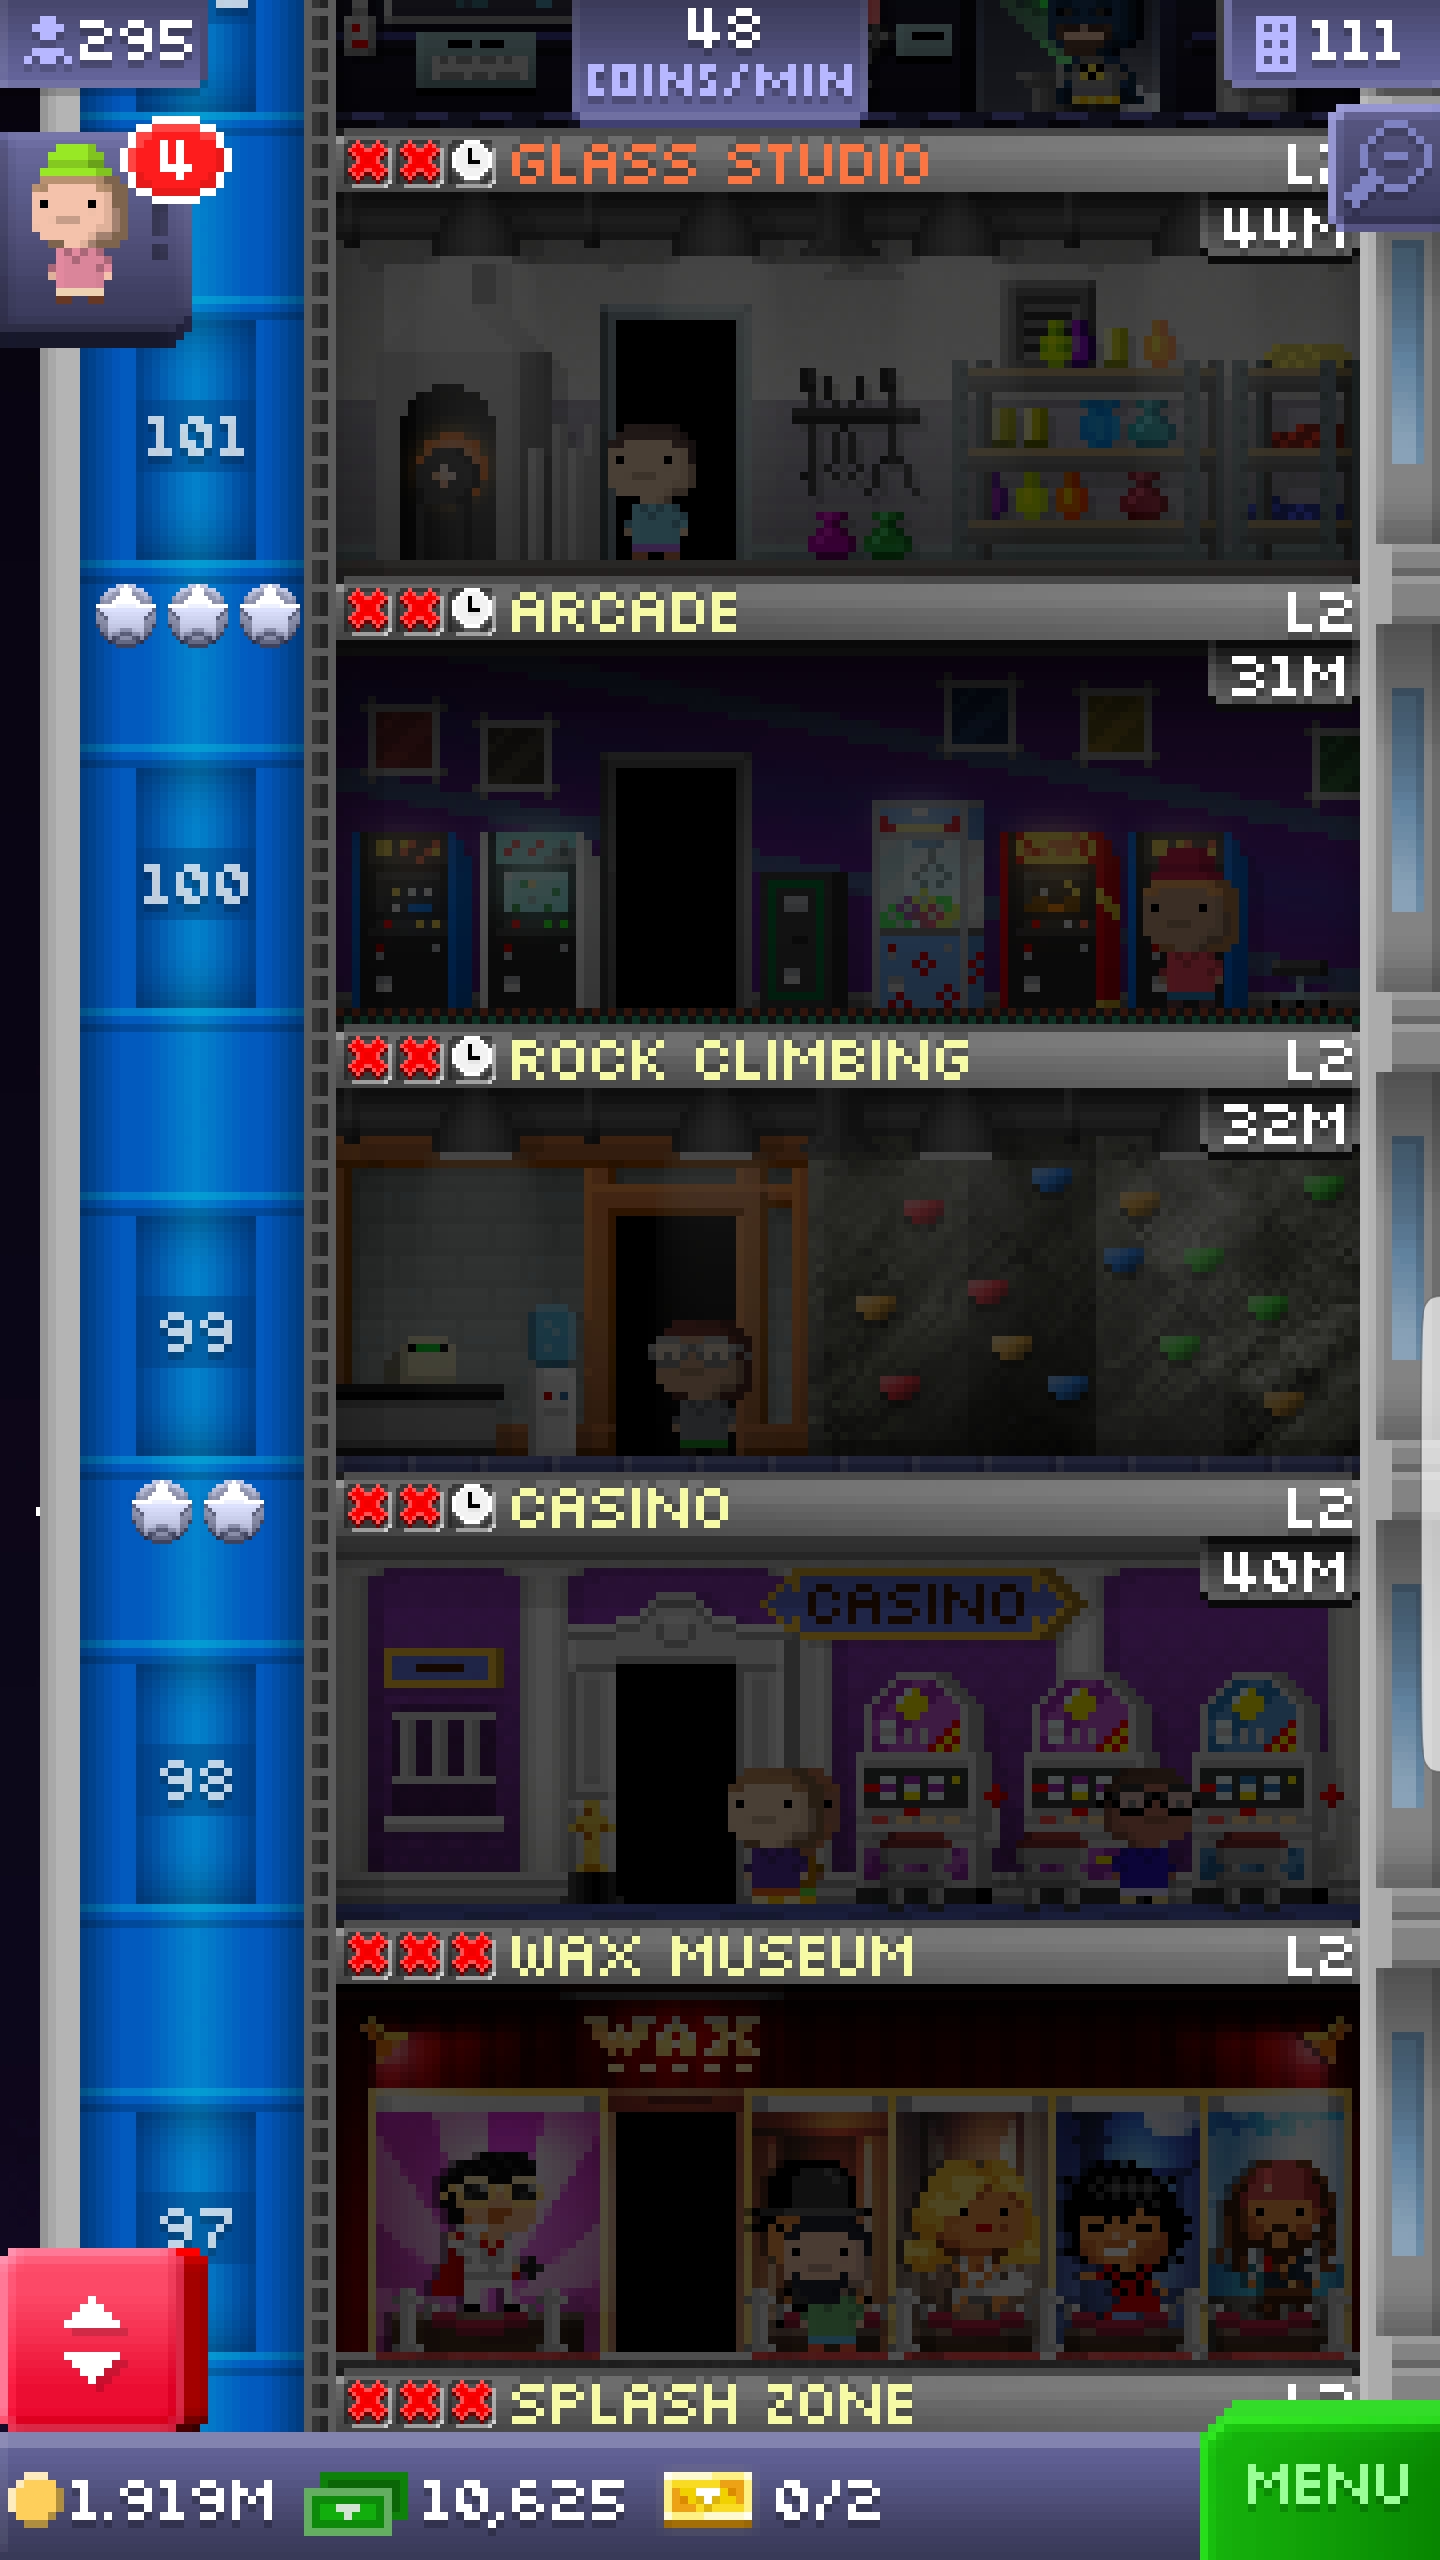 295
48
COINS/MIN
111
4
GLASS STUDIO
44M
101
ARCADE L2
31M
100
ROCK CLIMBING L2
32M
99
CASINO L2
40M
CASINO
98
WAX MUSEUM L2
WAX
97
SPLASH ZONE
1.919M 10,625 0/2
MENU